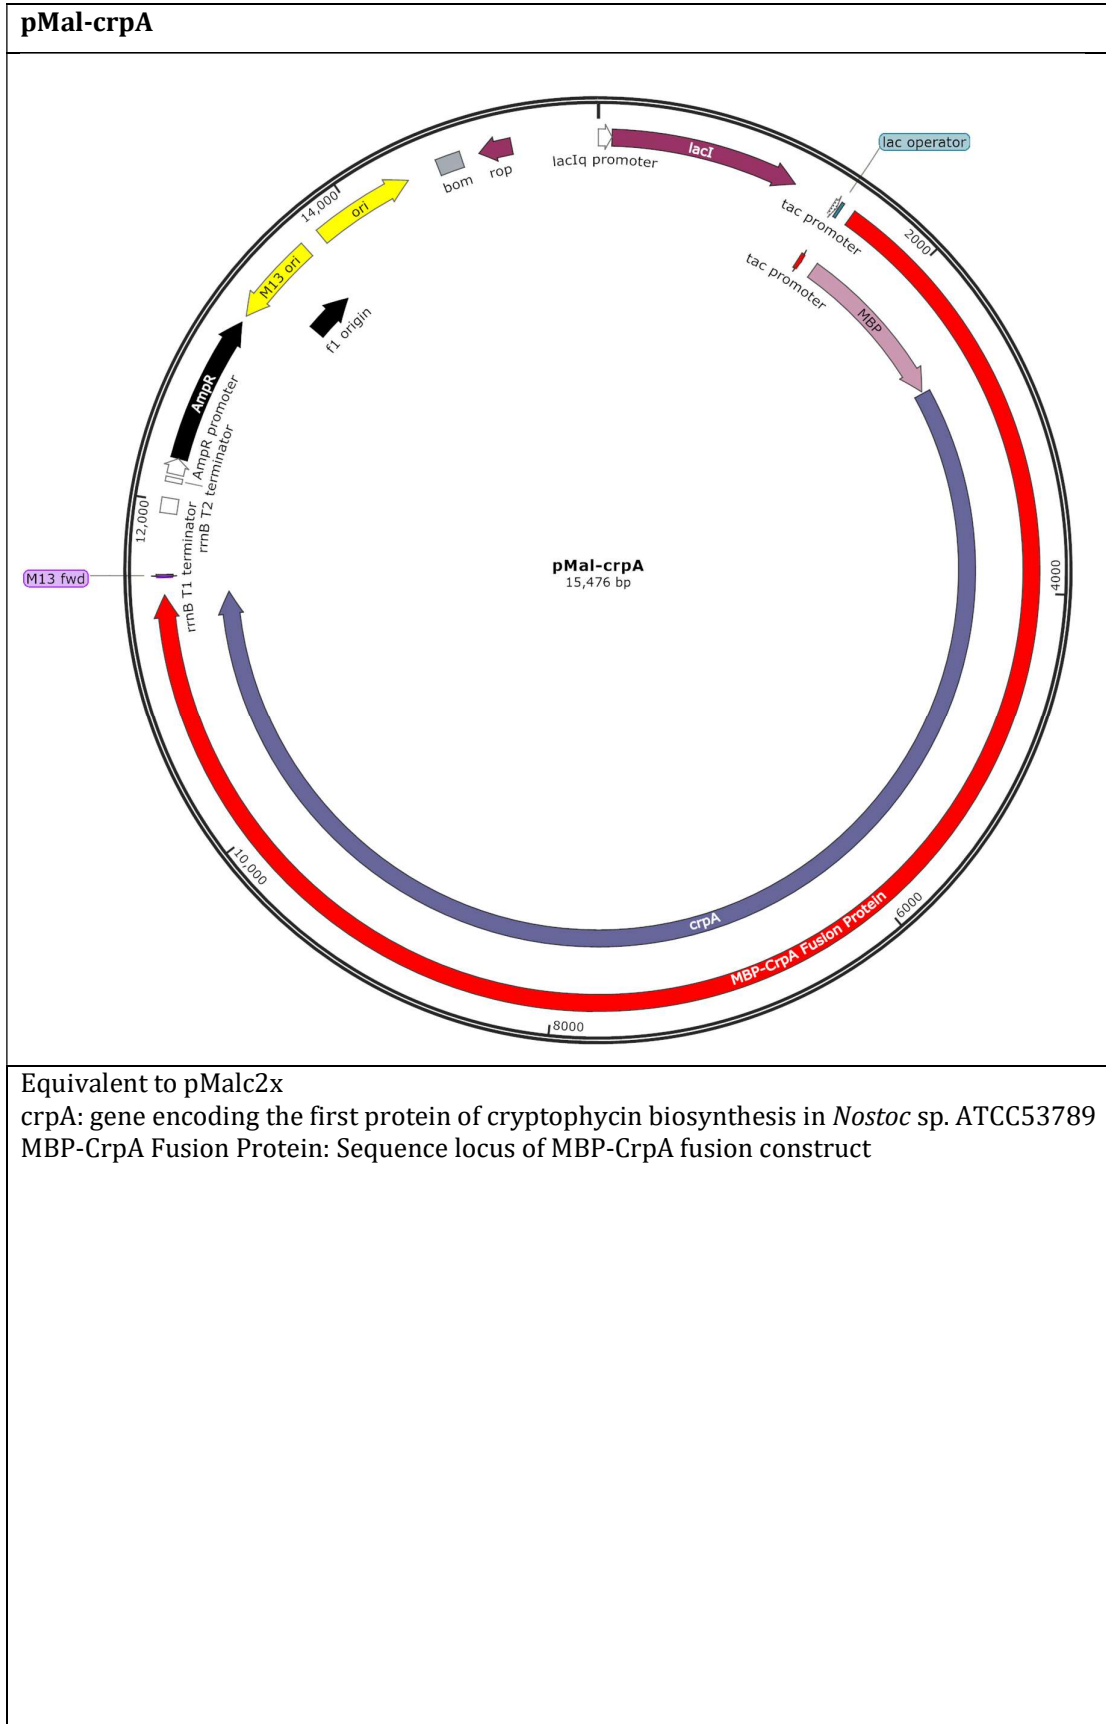 pMal-crpA
lac operator
lacIq promoter
lacI
tac promoter
2000
tac promoter
MBP
4000
6000
MBP-CrpA Fusion Protein
crpA
8000
10,000
M13 fwd
rrnB T1 terminator
12,000
rrnB T2 terminator
AmpR promoter
AmpR
M13 ori
f1 origin
14,000
ori
bom
rop
pMal-crpA
15,476 bp
Equivalent to pMalc2x
crpA: gene encoding the first protein of cryptophycin biosynthesis in Nostoc sp. ATCC53789
MBP-CrpA Fusion Protein: Sequence locus of MBP-CrpA fusion construct